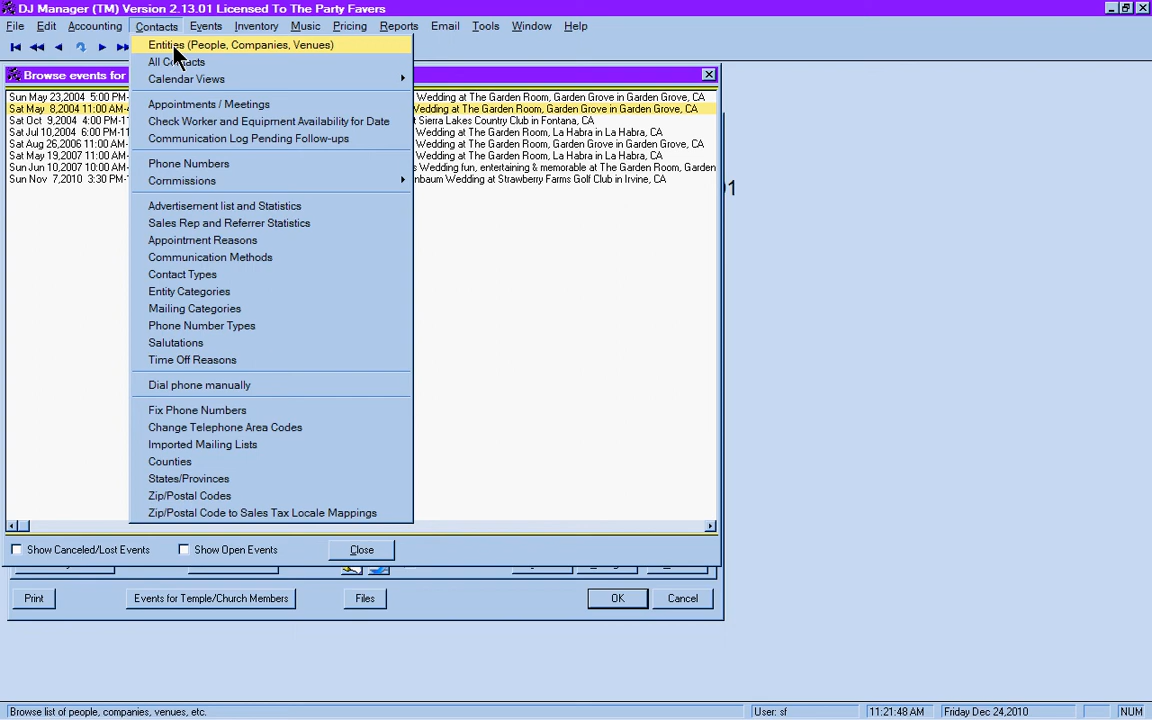 DJ Manager (TM) Version 2.13.01 Licensed To The Party Favers
File Edit Accounting Contacts Events Inventory Music Pricing Reports Email Tools Window Help
Browse events for
Sun May 23,2004 5:00 PM- Wedding at The Garden Room, Garden Grove in Garden Grove, CA
Sat May 8,2004 11:00 AM- Wedding at The Garden Room, Garden Grove in Garden Grove, CA
Sat Oct 9,2004 4:00 PM-11 Sierra Lakes Country Club in Fontana, CA
Sat Jul 10,2004 6:00 PM-11 Wedding at The Garden Room, La Habra in La Habra, CA
Sat Aug 26,2006 11:00 AM- Wedding at The Garden Room, Garden Grove in Garden Grove, CA
Sat May 19,2007 11:00 AM- Wedding at The Garden Room, La Habra in La Habra, CA
Sun Jun 10,2007 10:00 AM- Wedding fun, entertaining & memorable at The Garden Room, Garden
Sun Nov 7,2010 3:30 PM- nbaum Wedding at Strawberry Farms Golf Club in Irvine, CA
Entities (People, Companies, Venues)
All Contacts
Calendar Views
Appointments / Meetings
Check Worker and Equipment Availability for Date
Communication Log Pending Follow-ups
Phone Numbers
Commissions
Advertisement list and Statistics
Sales Rep and Referrer Statistics
Appointment Reasons
Communication Methods
Contact Types
Entity Categories
Mailing Categories
Phone Number Types
Salutations
Time Off Reasons
Dial phone manually
Fix Phone Numbers
Change Telephone Area Codes
Imported Mailing Lists
Counties
States/Provinces
Zip/Postal Codes
Zip/Postal Code to Sales Tax Locale Mappings
Show Canceled/Lost Events Show Open Events Close
Print Events for Temple/Church Members Files OK Cancel
Browse list of people, companies, venues, etc. User: sf 11:21:48 AM Friday Dec 24,2010 NUM